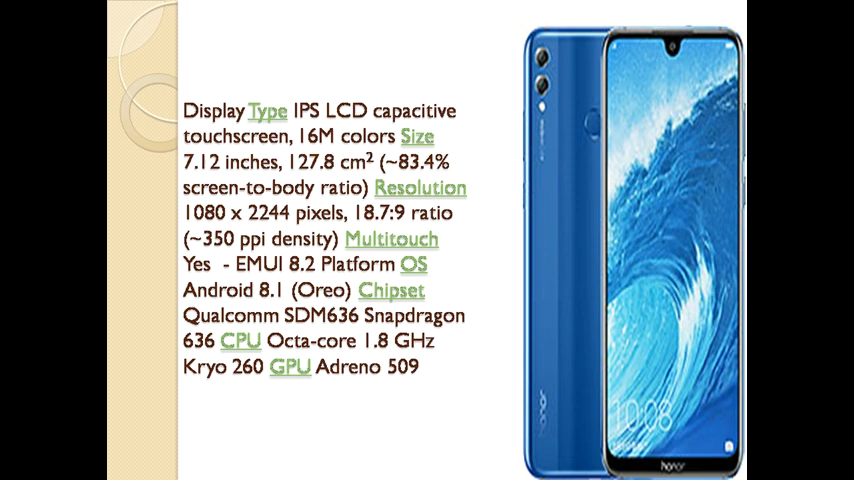 Display Type IPS LCD capacitive
touchscreen, 16M colors Size
7.12 inches, 127.8 cm² (~83.4%
screen-to-body ratio) Resolution
1080 x 2244 pixels, 18.7:9 ratio
(~350 ppi density) Multitouch
Yes - EMUI 8.2 Platform OS
Android 8.1 (Oreo) Chipset
Qualcomm SDM636 Snapdragon
636 CPU Octa-core 1.8 GHz
Kryo 260 GPU Adreno 509
honor
10:08
honor